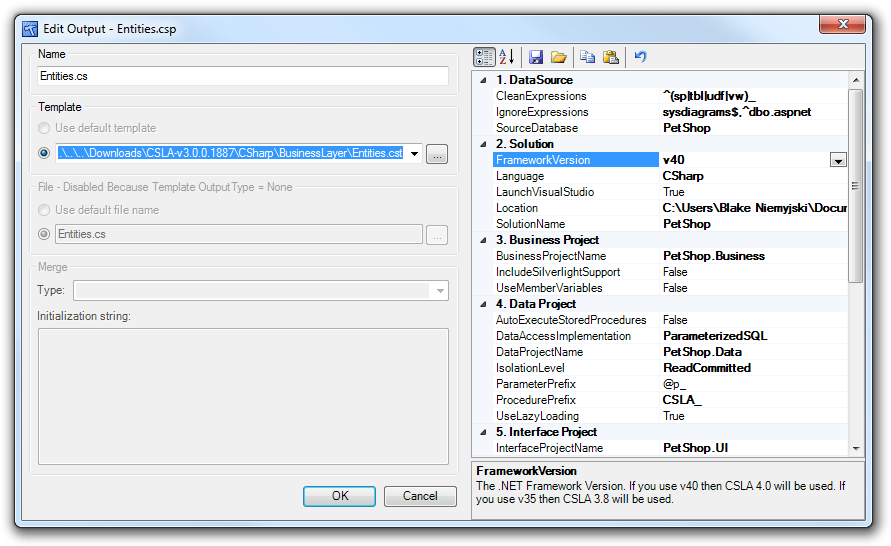 Edit Output - Entities.csp
Name
Entities.cs
Template
Use default template
.\..\..\Downloads\CSLA-v3.0.0.1887\CSharp\BusinessLayer\Entities.cst
...
File - Disabled Because Template OutputType = None
Use default file name
Entities.cs
...
Merge
Type:
Initialization string:
OK
Cancel
1. DataSource
CleanExpressions ^(sp|tbl|udf|vw)_
IgnoreExpressions sysdiagrams$,^dbo.aspnet
SourceDatabase PetShop
2. Solution
FrameworkVersion v40
Language CSharp
LaunchVisualStudio True
Location C:\Users\Blake Niemyjski\Docur
SolutionName PetShop
3. Business Project
BusinessProjectName PetShop.Business
IncludeSilverlightSupport False
UseMemberVariables False
4. Data Project
AutoExecuteStoredProcedures False
DataAccessImplementation ParameterizedSQL
DataProjectName PetShop.Data
IsolationLevel ReadCommitted
ParameterPrefix @p_
ProcedurePrefix CSLA_
UseLazyLoading True
5. Interface Project
InterfaceProjectName PetShop.UI
FrameworkVersion
The .NET Framework Version. If you use v40 then CSLA 4.0 will be used. If
you use v35 then CSLA 3.8 will be used.